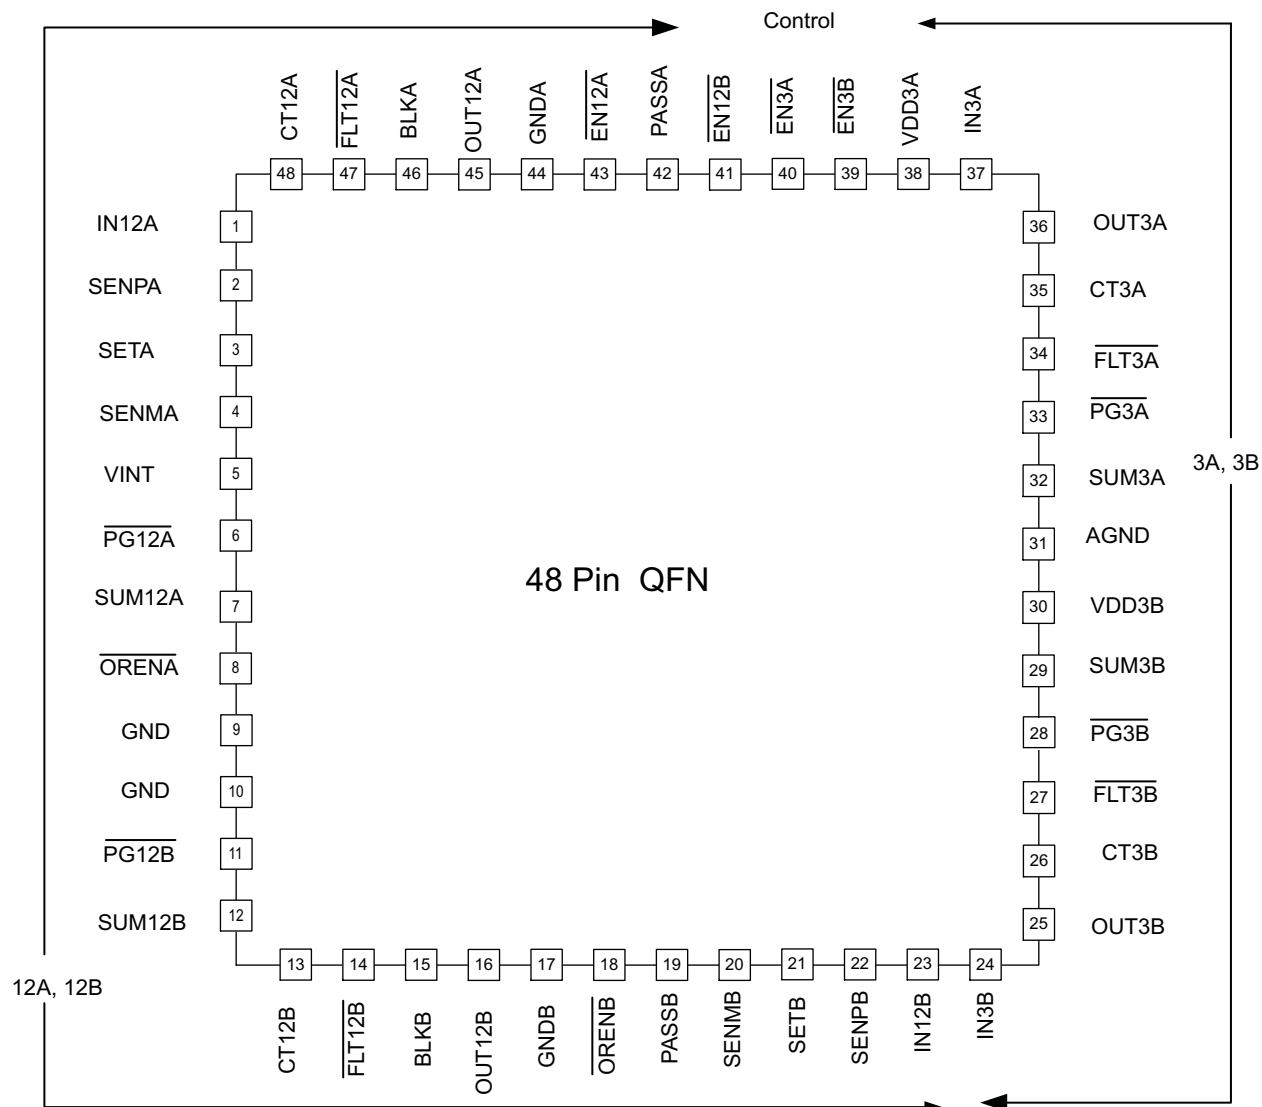 Control
CT12A
FLT12A
BLKA
OUT12A
GNDA
EN12A
PASSA
EN12B
EN3A
EN3B
VDD3A
IN3A
48 47 46 45 44 43 42 41 40 39 38 37
IN12A 1
SENPA 2
SETA 3
SENMA 4
VINT 5
PG12A 6
SUM12A 7
ORENA 8
GND 9
GND 10
PG12B 11
SUM12B 12
48 Pin QFN
36 OUT3A
35 CT3A
34 FLT3A
33 PG3A
32 SUM3A
31 AGND
30 VDD3B
29 SUM3B
28 PG3B
27 FLT3B
26 CT3B
25 OUT3B
3A, 3B
12A, 12B
13 14 15 16 17 18 19 20 21 22 23 24
CT12B
FLT12B
BLKB
OUT12B
GNDB
ORENB
PASSB
SENMB
SETB
SENPB
IN12B
IN3B